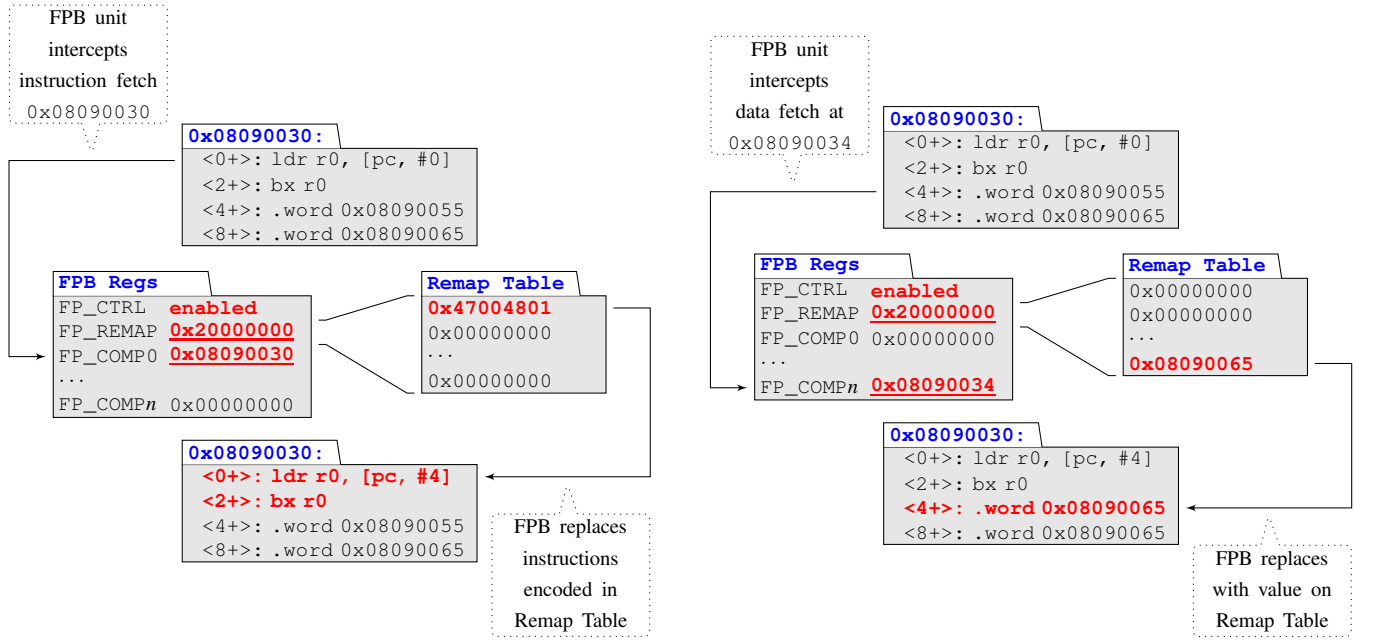 FPB unit
intercepts
instruction fetch
0x08090030
0x08090030:
<0+>: ldr r0, [pc, #0]
<2+>: bx r0
<4+>: .word 0x08090055
<8+>: .word 0x08090065
FPB Regs
FP_CTRL enabled
FP_REMAP 0x20000000
FP_COMP0 0x08090030
...
FP_COMPn 0x00000000
Remap Table
0x47004801
0x00000000
...
0x00000000
0x08090030:
<0+>: ldr r0, [pc, #4]
<2+>: bx r0
<4+>: .word 0x08090055
<8+>: .word 0x08090065
FPB replaces
instructions
encoded in
Remap Table
FPB unit
intercepts
data fetch at
0x08090034
0x08090030:
<0+>: ldr r0, [pc, #0]
<2+>: bx r0
<4+>: .word 0x08090055
<8+>: .word 0x08090065
FPB Regs
FP_CTRL enabled
FP_REMAP 0x20000000
FP_COMP0 0x00000000
...
FP_COMPn 0x08090034
Remap Table
0x00000000
0x00000000
...
0x08090065
0x08090030:
<0+>: ldr r0, [pc, #4]
<2+>: bx r0
<4+>: .word 0x08090065
<8+>: .word 0x08090065
FPB replaces
with value on
Remap Table